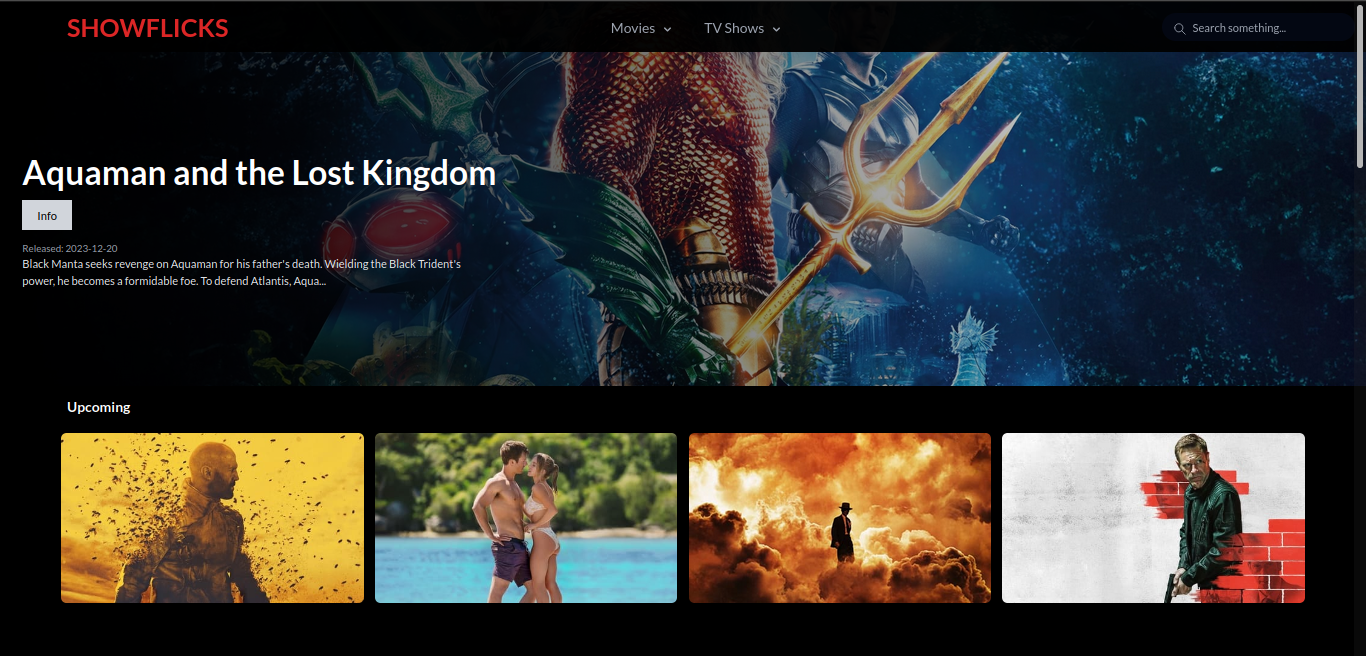 SHOWFLICKS
Movies
TV Shows
Search something...
Aquaman and the Lost Kingdom
Info
Released: 2023-12-20
Black Manta seeks revenge on Aquaman for his father's death. Wielding the Black Trident's
power, he becomes a formidable foe. To defend Atlantis, Aqua...
Upcoming